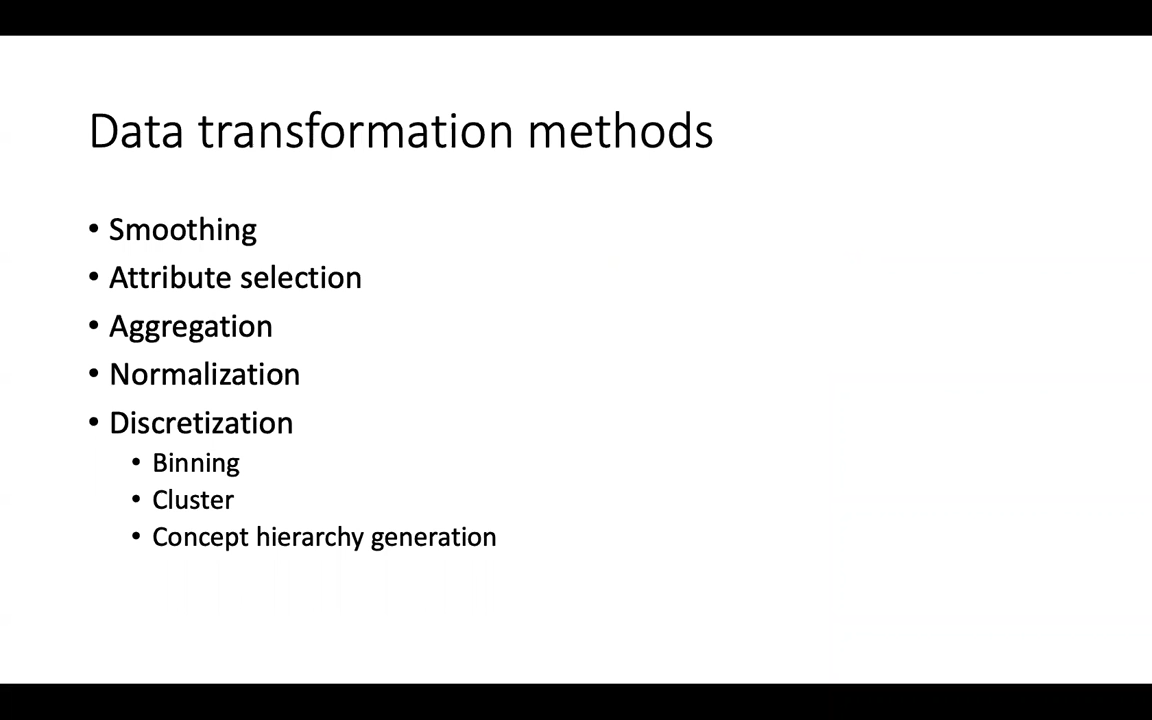 Data transformation methods
• Smoothing
• Attribute selection
• Aggregation
• Normalization
• Discretization
• Binning
• Cluster
• Concept hierarchy generation